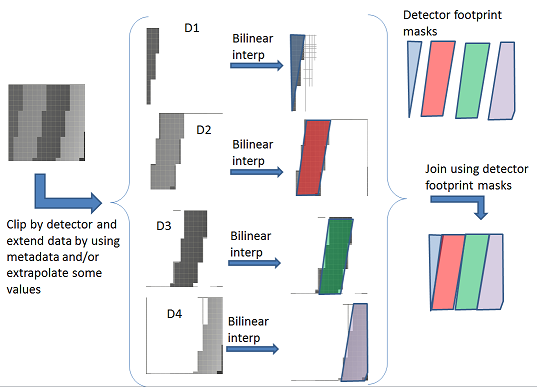 D1
Bilinear
interp
Detector footprint
masks
D2
Bilinear
interp
Clip by detector and
extend data by using
metadata and/or
extrapolate some
values
Join using detector
footprint masks
D3
Bilinear
interp
D4
Bilinear
interp